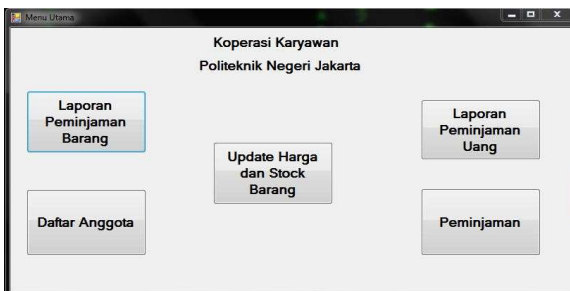 Menu Utama
Koperasi Karyawan
Politeknik Negeri Jakarta
Laporan
Peminjaman
Barang
Daftar Anggota
Update Harga
dan Stock
Barang
Laporan
Peminjaman
Uang
Peminjaman